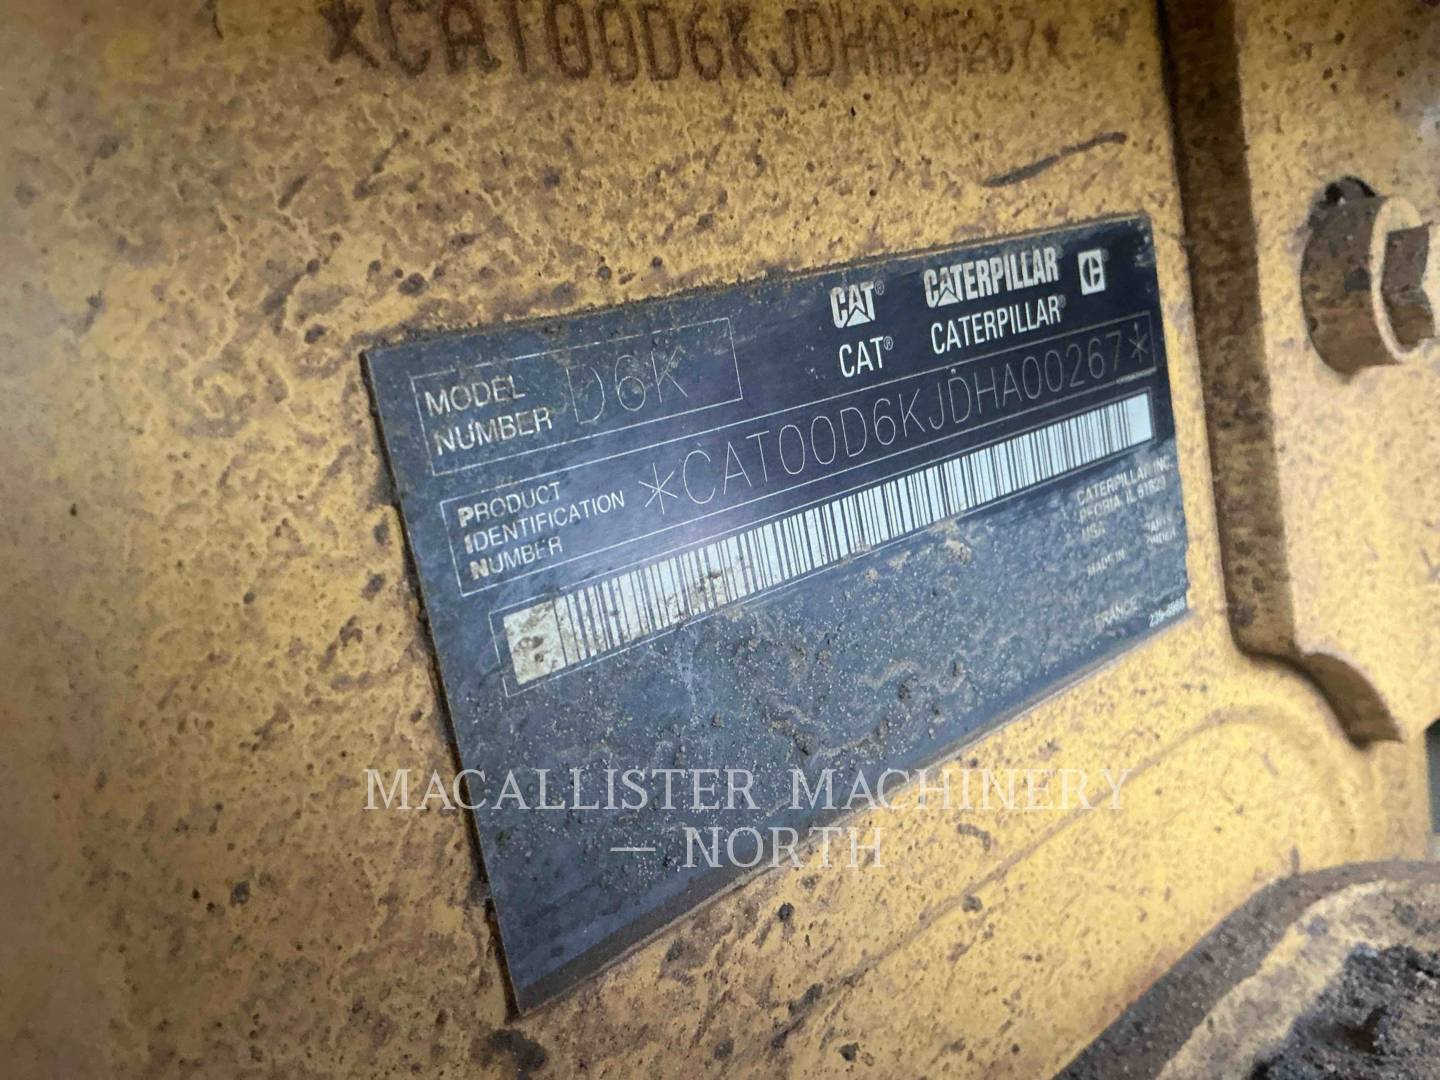 *CAT00D6KJDHA00267*
CAT® CATERPILLAR
CAT® CATERPILLAR®
MODEL NUMBER D6K
PRODUCT IDENTIFICATION NUMBER *CAT00D6KJDHA00267*
CATERPILLAR INC.
PEORIA, IL 61629
USA
MADE IN
FRANCE
MACALLISTER MACHINERY
— NORTH